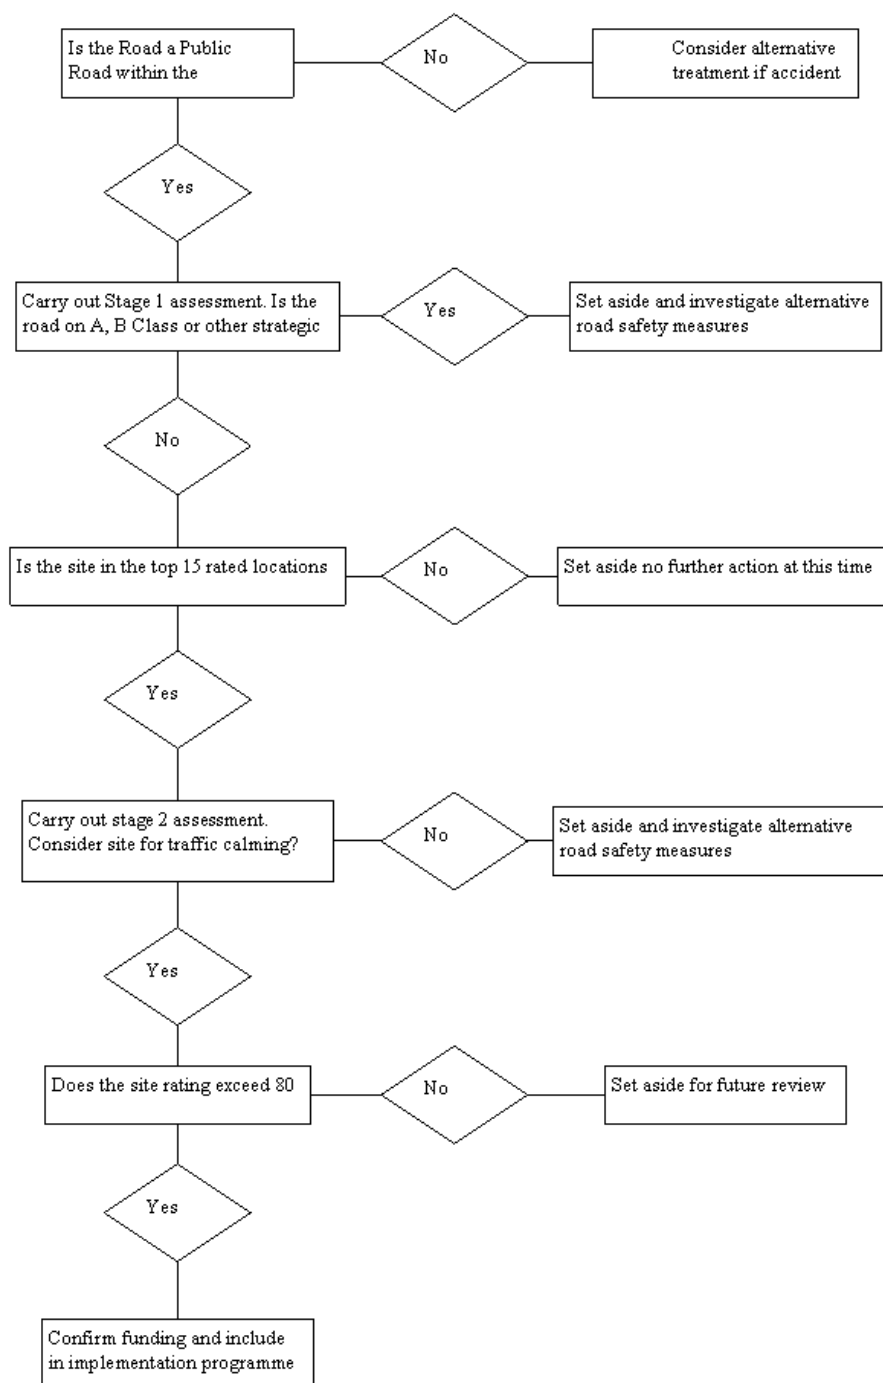 Is the Road a Public
Road within the
No
Consider alternative
treatment if accident
Yes
Carry out Stage 1 assessment. Is the
road on A, B Class or other strategic
Yes
Set aside and investigate alternative
road safety measures
No
Is the site in the top 15 rated locations
No
Set aside no further action at this time
Yes
Carry out stage 2 assessment.
Consider site for traffic calming?
No
Set aside and investigate alternative
road safety measures
Yes
Does the site rating exceed 80
No
Set aside for future review
Yes
Confirm funding and include
in implementation programme